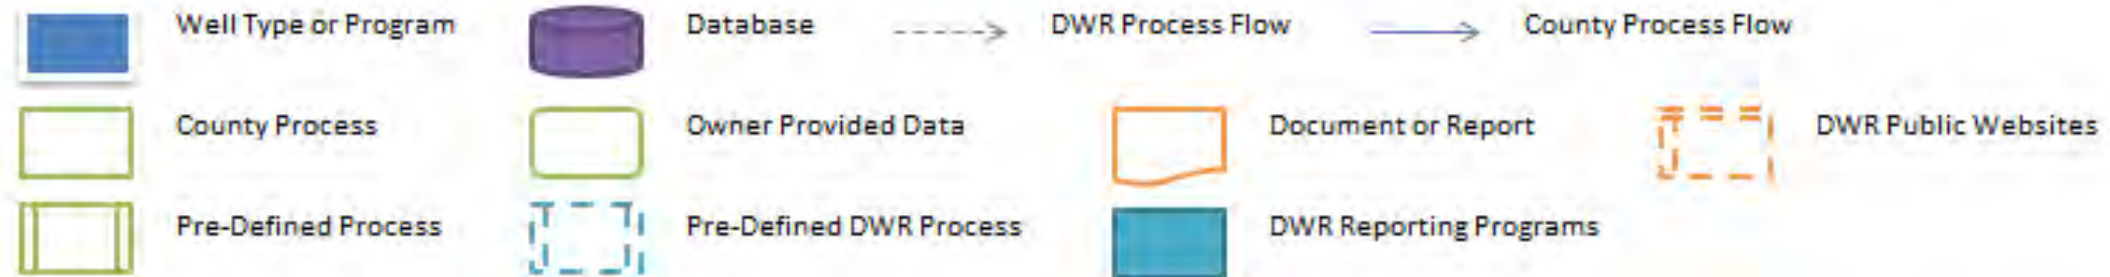 Well Type or Program
Database
DWR Process Flow
County Process Flow
County Process
Owner Provided Data
Document or Report
DWR Public Websites
Pre-Defined Process
Pre-Defined DWR Process
DWR Reporting Programs